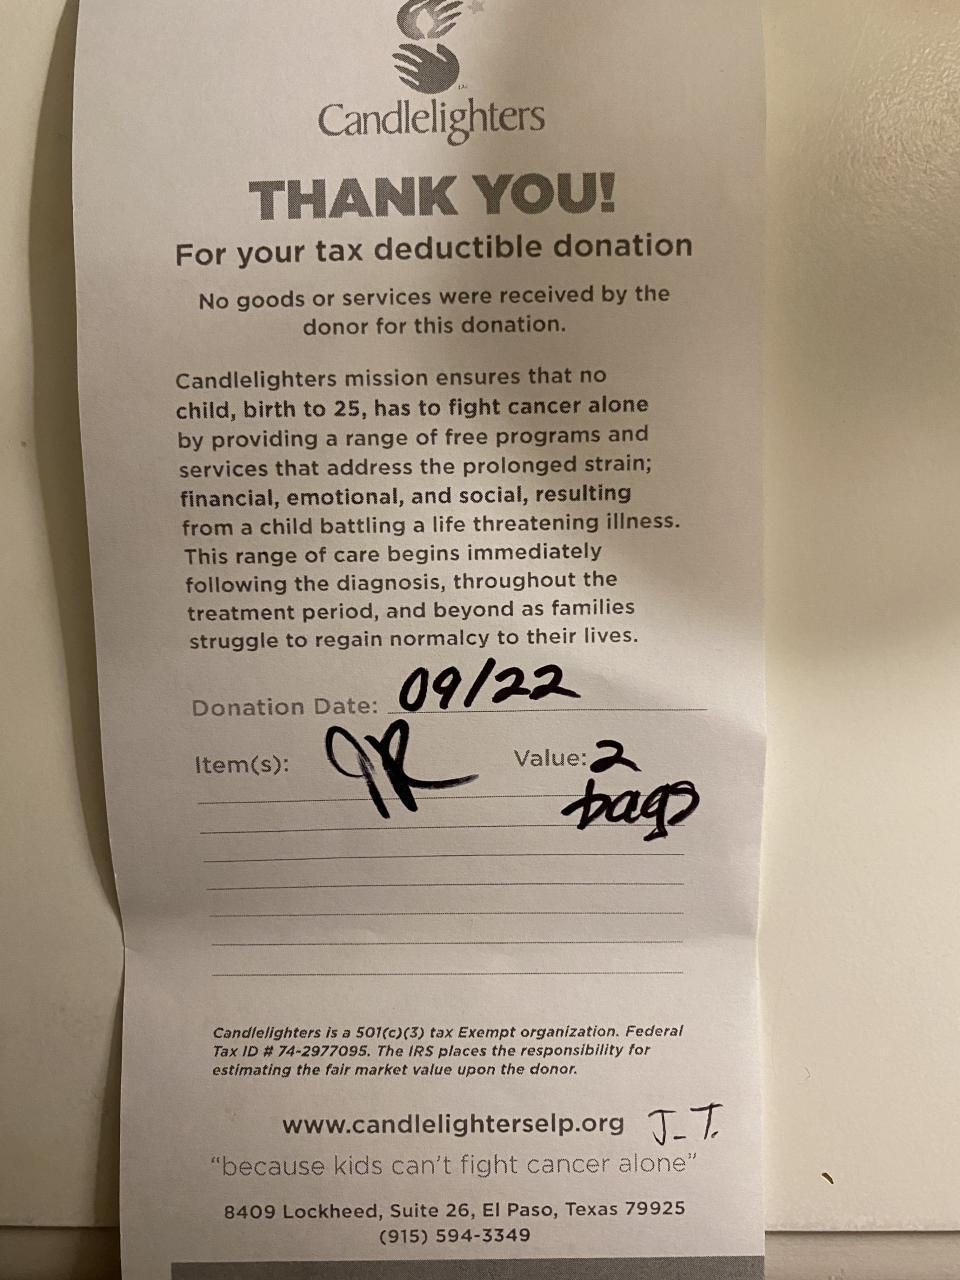 Candlelighters
THANK YOU!
For your tax deductible donation
No goods or services were received by the
donor for this donation.
Candlelighters mission ensures that no
child, birth to 25, has to fight cancer alone
by providing a range of free programs and
services that address the prolonged strain;
financial, emotional, and social, resulting
from a child battling a life threatening illness.
This range of care begins immediately
following the diagnosis, throughout the
treatment period, and beyond as families
struggle to regain normalcy to their lives.
Donation Date: 09/22
Item(s): JR Value: 2
bags
Candlelighters is a 501(c)(3) tax Exempt organization. Federal
Tax ID # 74-2977095. The IRS places the responsibility for
estimating the fair market value upon the donor.
www.candlelighterselp.org J-T.
"because kids can't fight cancer alone"
8409 Lockheed, Suite 26, El Paso, Texas 79925
(915) 594-3349